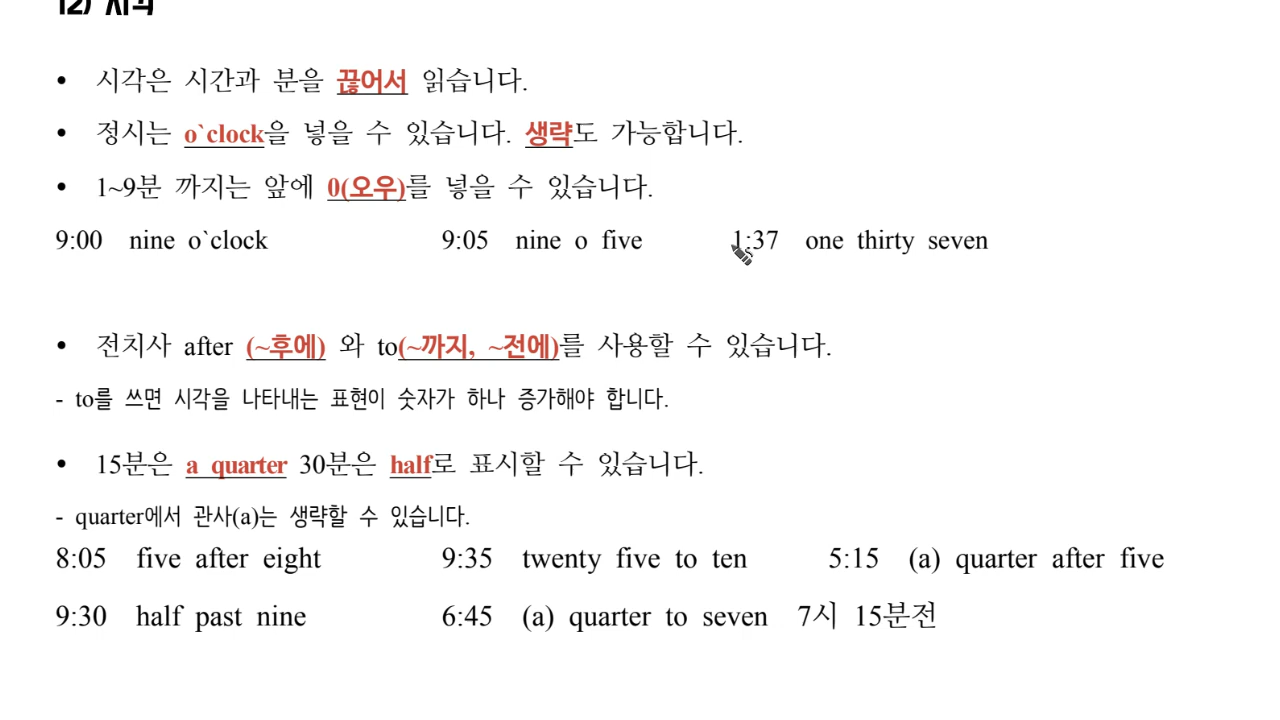 12) 시각
• 시각은 시간과 분을 끊어서 읽습니다.
• 정시는 o`clock을 넣을 수 있습니다. 생략도 가능합니다.
• 1~9분 까지는 앞에 0(오우)를 넣을 수 있습니다.
9:00 nine o`clock 9:05 nine o five 1:37 one thirty seven
• 전치사 after (~후에) 와 to(~까지, ~전에)를 사용할 수 있습니다.
- to를 쓰면 시각을 나타내는 표현이 숫자가 하나 증가해야 합니다.
• 15분은 a quarter 30분은 half로 표시할 수 있습니다.
- quarter에서 관사(a)는 생략할 수 있습니다.
8:05 five after eight 9:35 twenty five to ten 5:15 (a) quarter after five
9:30 half past nine 6:45 (a) quarter to seven 7시 15분전